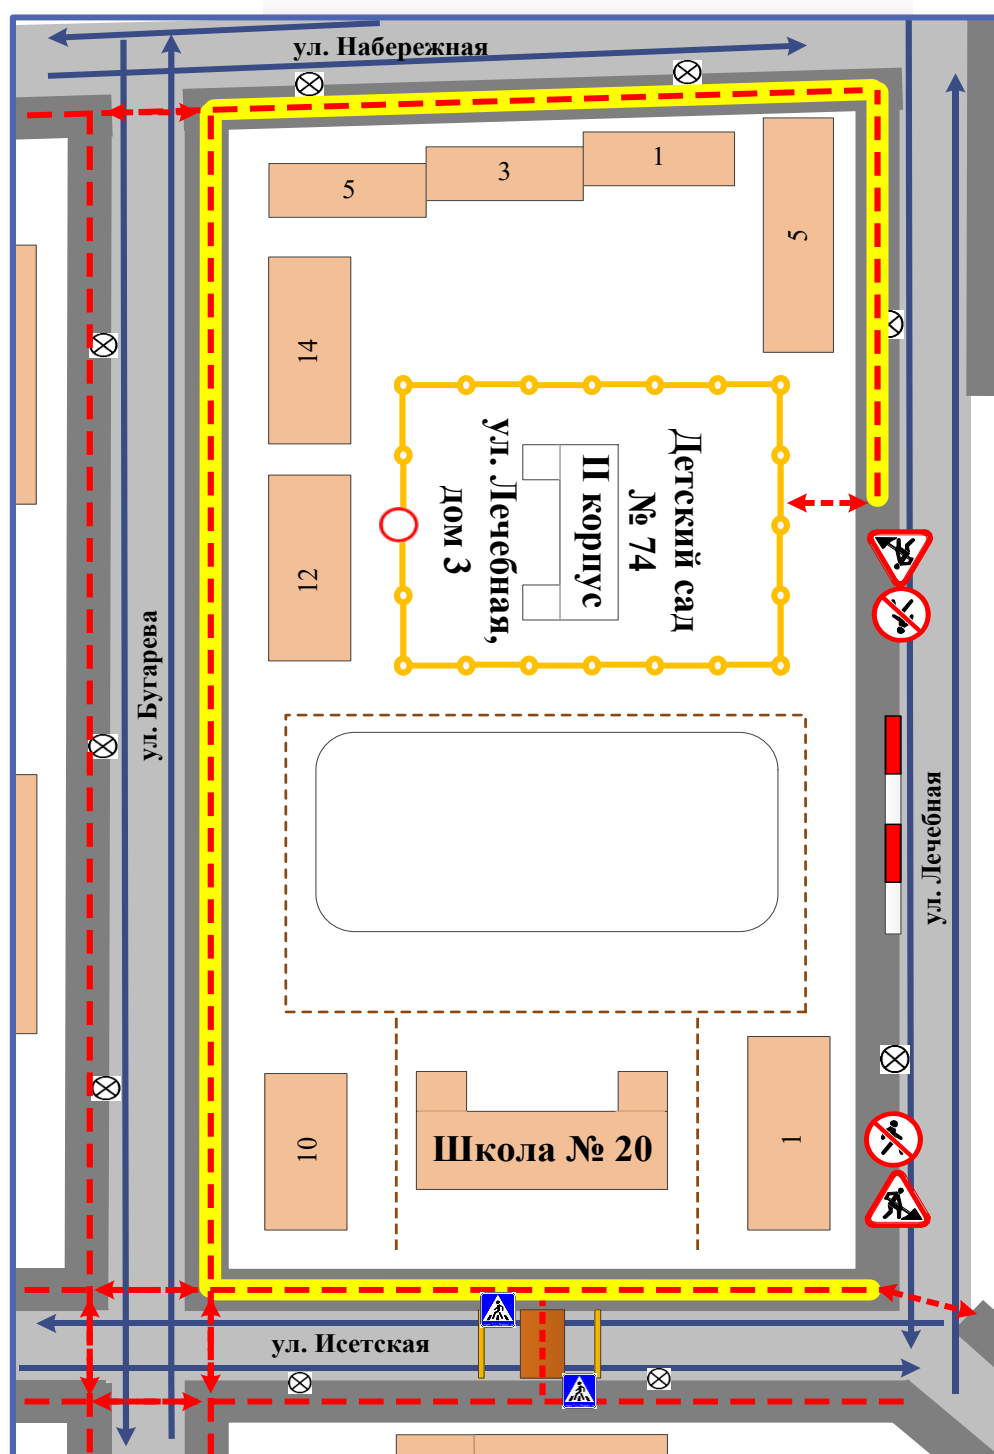 ул. Набережная
5
3
1
5
14
12
Детский сад
№ 74
II корпус
ул. Лечебная,
дом 3
ул. Бугарева
ул. Лечебная
10
Школа № 20
1
ул. Исетская